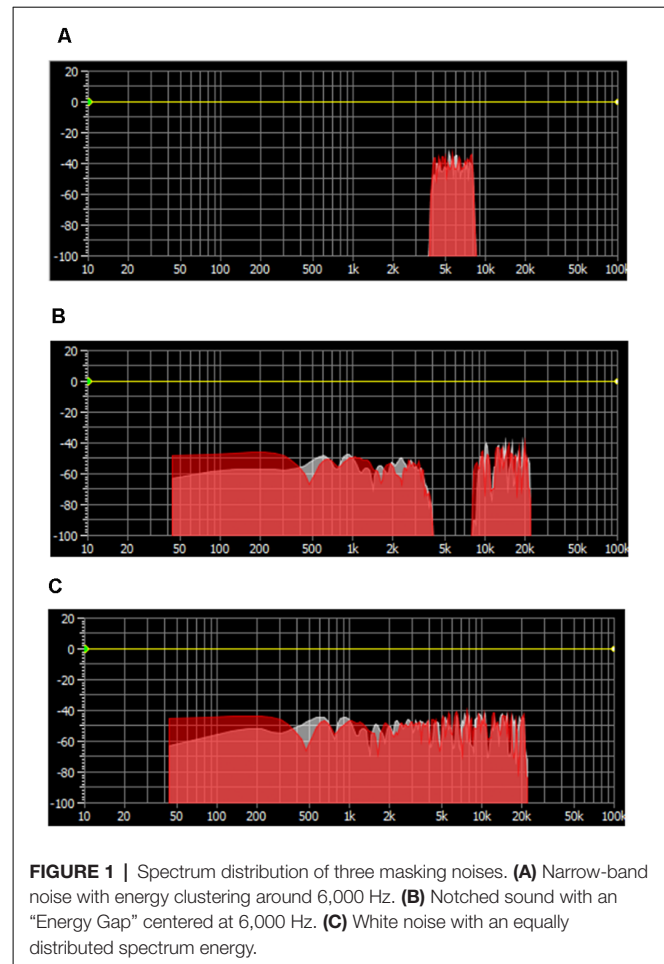 A
20
0
-20
-40
-60
-80
-100
10 20 50 100 200 500 1k 2k 5k 10k 20k 50k 100k
B
20
0
-20
-40
-60
-80
-100
10 20 50 100 200 500 1k 2k 5k 10k 20k 50k 100k
C
20
0
-20
-40
-60
-80
-100
10 20 50 100 200 500 1k 2k 5k 10k 20k 50k 100k
FIGURE 1 | Spectrum distribution of three masking noises. (A) Narrow-band
noise with energy clustering around 6,000 Hz. (B) Notched sound with an
“Energy Gap” centered at 6,000 Hz. (C) White noise with an equally
distributed spectrum energy.